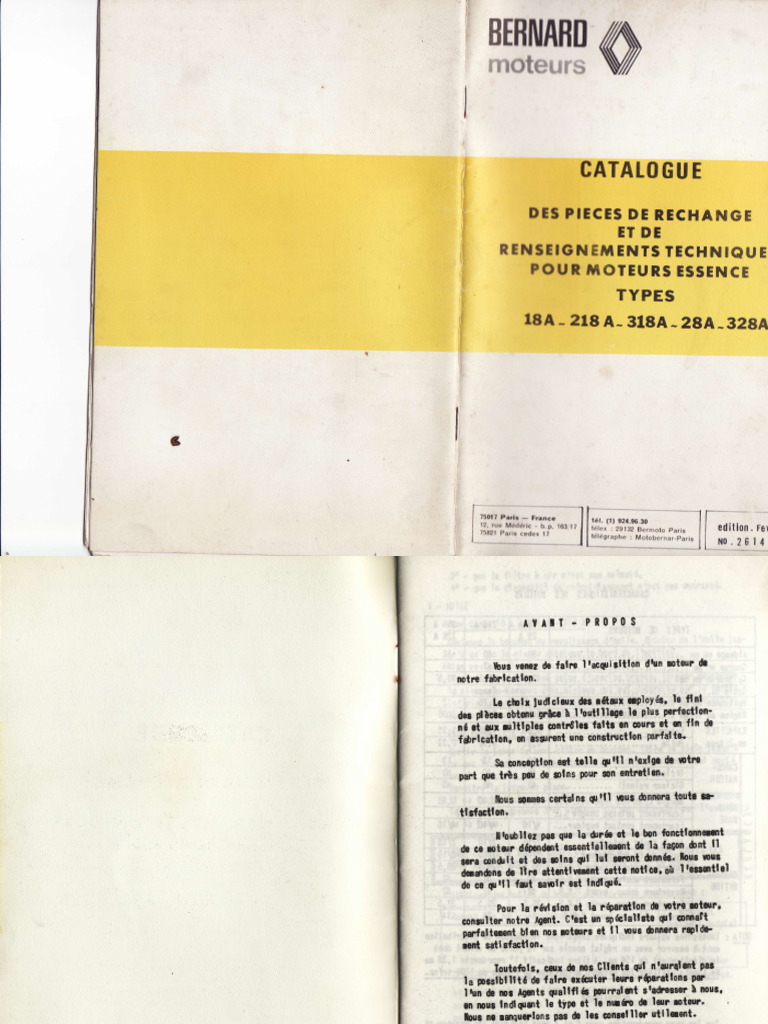 BERNARD
moteurs
CATALOGUE
DES PIECES DE RECHANGE
ET DE
RENSEIGNEMENTS TECHNIQUE
POUR MOTEURS ESSENCE
TYPES
18A - 218 A - 318A - 28A - 328A
75017 Paris — France
12, rue Médéric - b.p. 163/17
75821 Paris cedex 17
tél. (1) 924.96.30
télex : 29132 Bermoto Paris
télégraphe : Motobernar-Paris
edition. Fév
No. 2614
AVANT - PROPOS
Vous venez de faire l'acquisition d'un moteur de
notre fabrication.
Le choix judicieux des métaux employés, le fini
des pièces obtenu grâce à l'outillage le plus perfection-
né et aux multiples contrôles faits en cours et en fin de
fabrication, en assurent une construction parfaite.
Sa conception est telle qu'il n'exige de votre
part que très peu de soins pour son entretien.
Nous sommes certains qu'il vous donnera toute sa-
tisfaction.
N'oubliez pas que la durée et le bon fonctionnement
de ce moteur dépendent essentiellement de la façon dont il
sera conduit et des soins qui lui seront donnés. Nous vous
demandons de lire attentivement cette notice, où l'essentiel
de ce qu'il faut savoir est indiqué.
Pour la révision et la réparation de votre moteur,
consulter notre Agent. C'est un spécialiste qui connaît
parfaitement bien nos moteurs et il vous donnera rapide-
ment satisfaction.
Toutefois, ceux de nos Clients qui n'auraient pas
la possibilité de faire exécuter leurs réparations par
l'un de nos Agents qualifiés pourraient s'adresser à nous,
en nous indiquant le type et le numéro de leur moteur.
Nous ne manquerions pas de les conseiller utilement.